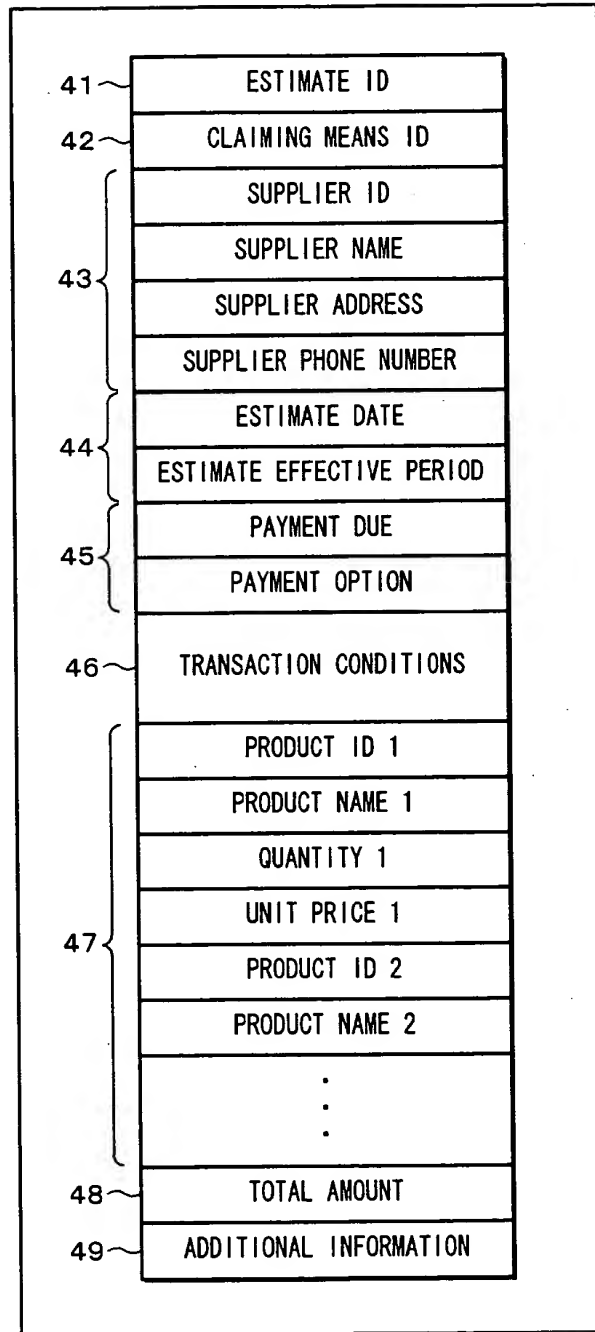 41 ESTIMATE ID
42 CLAIMING MEANS ID
SUPPLIER ID
SUPPLIER NAME
43
SUPPLIER ADDRESS
SUPPLIER PHONE NUMBER
ESTIMATE DATE
44
ESTIMATE EFFECTIVE PERIOD
PAYMENT DUE
45
PAYMENT OPTION
46 TRANSACTION CONDITIONS
PRODUCT ID 1
PRODUCT NAME 1
QUANTITY 1
UNIT PRICE 1
47
PRODUCT ID 2
PRODUCT NAME 2
.
.
.
48 TOTAL AMOUNT
49 ADDITIONAL INFORMATION